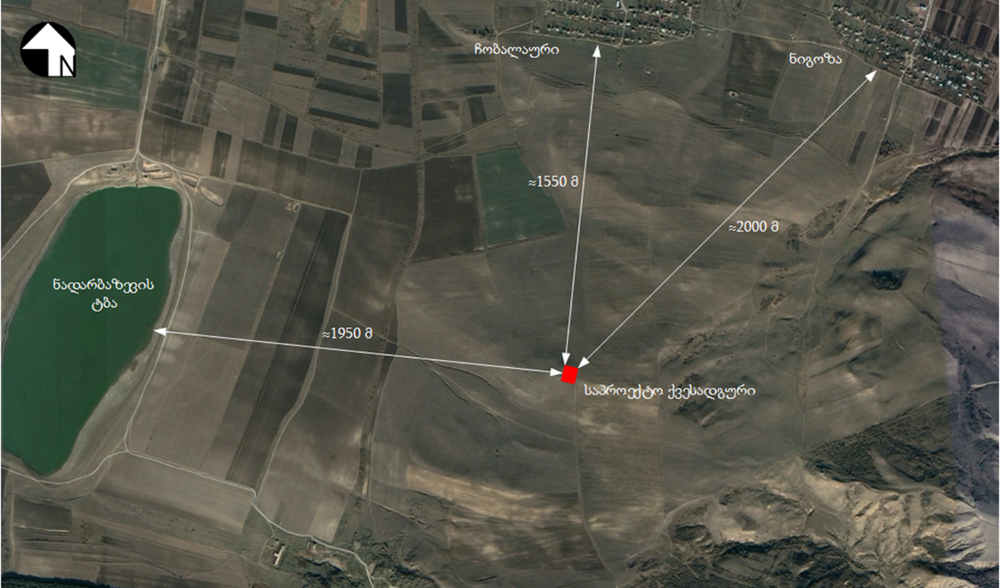 N
ჩობალაური
ნიგოზა
≈1550 მ
≈2000 მ
ნადარბაზევის
ტბა
≈1950 მ
საპროექტო ქვესადგური